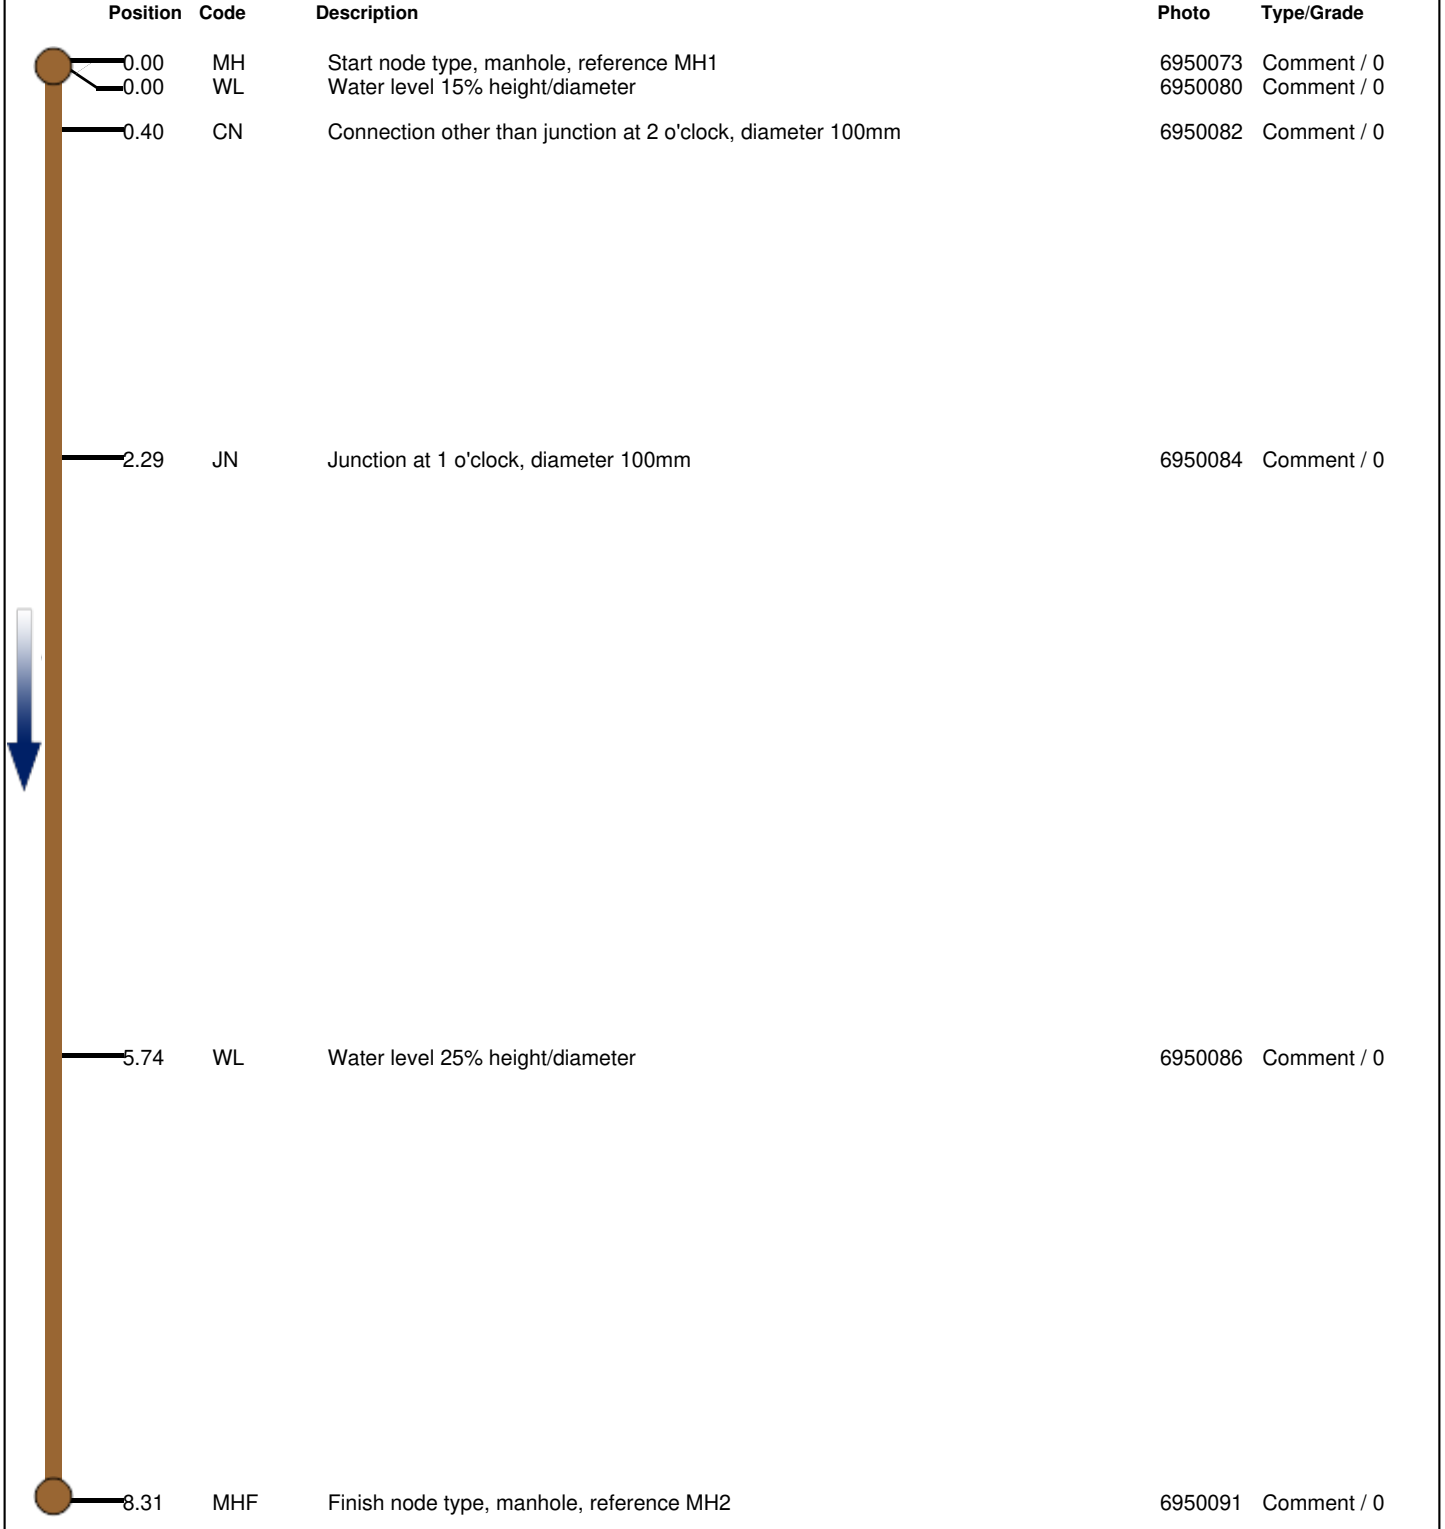 Position Code Description Photo Type/Grade
0.00 MH Start node type, manhole, reference MH1 6950073 Comment / 0
0.00 WL Water level 15% height/diameter 6950080 Comment / 0
0.40 CN Connection other than junction at 2 o'clock, diameter 100mm 6950082 Comment / 0
2.29 JN Junction at 1 o'clock, diameter 100mm 6950084 Comment / 0
5.74 WL Water level 25% height/diameter 6950086 Comment / 0
8.31 MHF Finish node type, manhole, reference MH2 6950091 Comment / 0